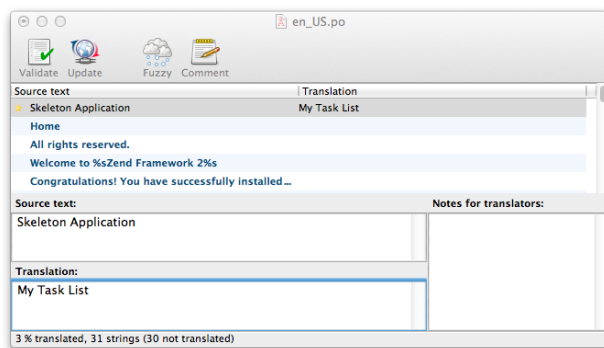 en_US.po
Validate Update Fuzzy Comment
Source text Translation
Skeleton Application My Task List
Home
All rights reserved.
Welcome to %sZend Framework 2%s
Congratulations! You have successfully installed...
Source text: Notes for translators:
Skeleton Application
Translation:
My Task List
3 % translated, 31 strings (30 not translated)